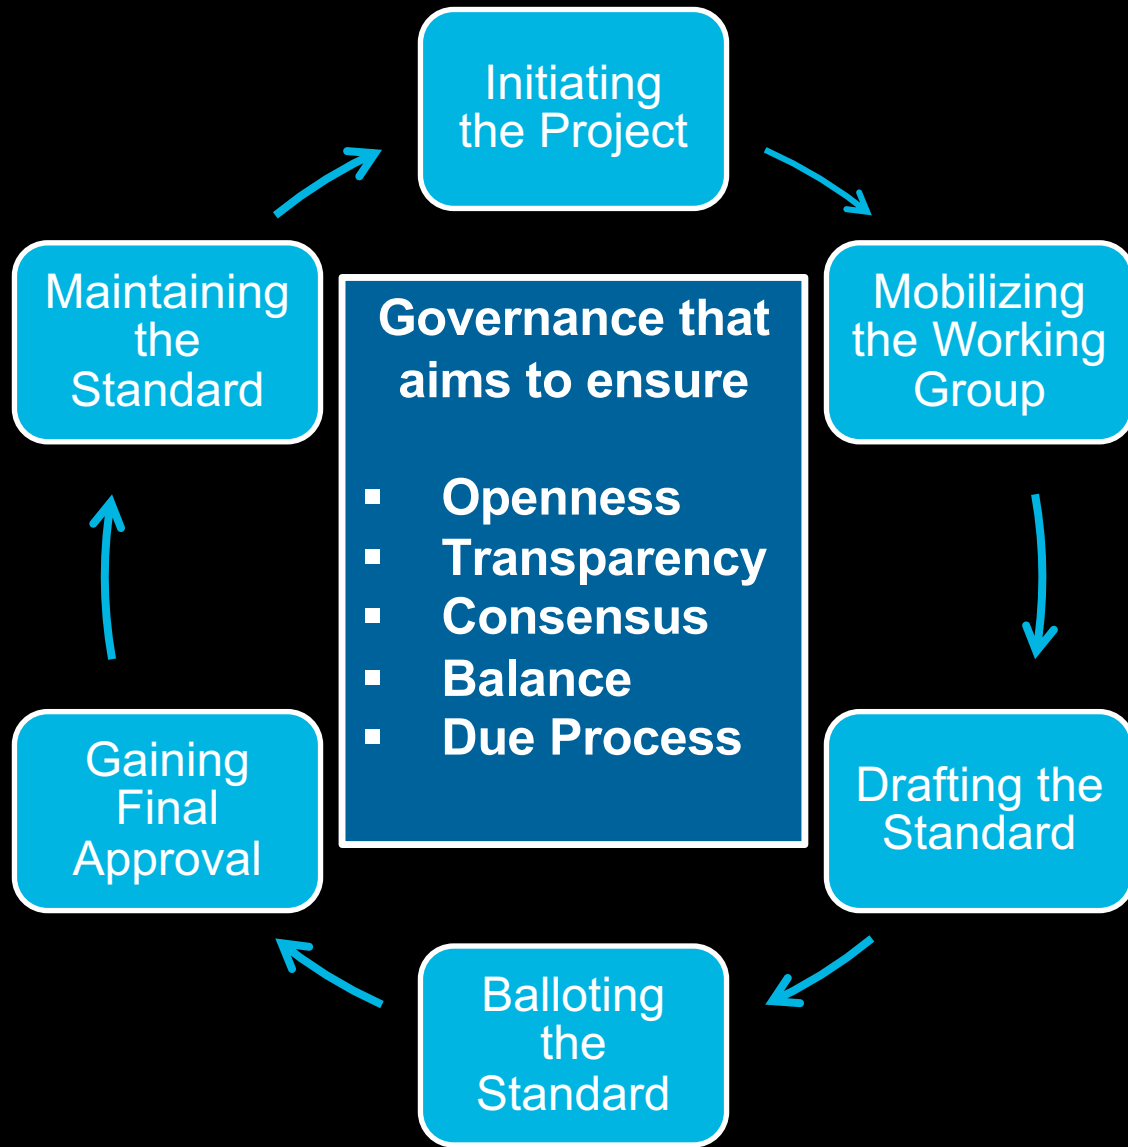 Initiating
the Project
Mobilizing
the Working
Group
Drafting the
Standard
Balloting
the
Standard
Gaining
Final
Approval
Maintaining
the
Standard
Governance that
aims to ensure
▪ Openness
▪ Transparency
▪ Consensus
▪ Balance
▪ Due Process